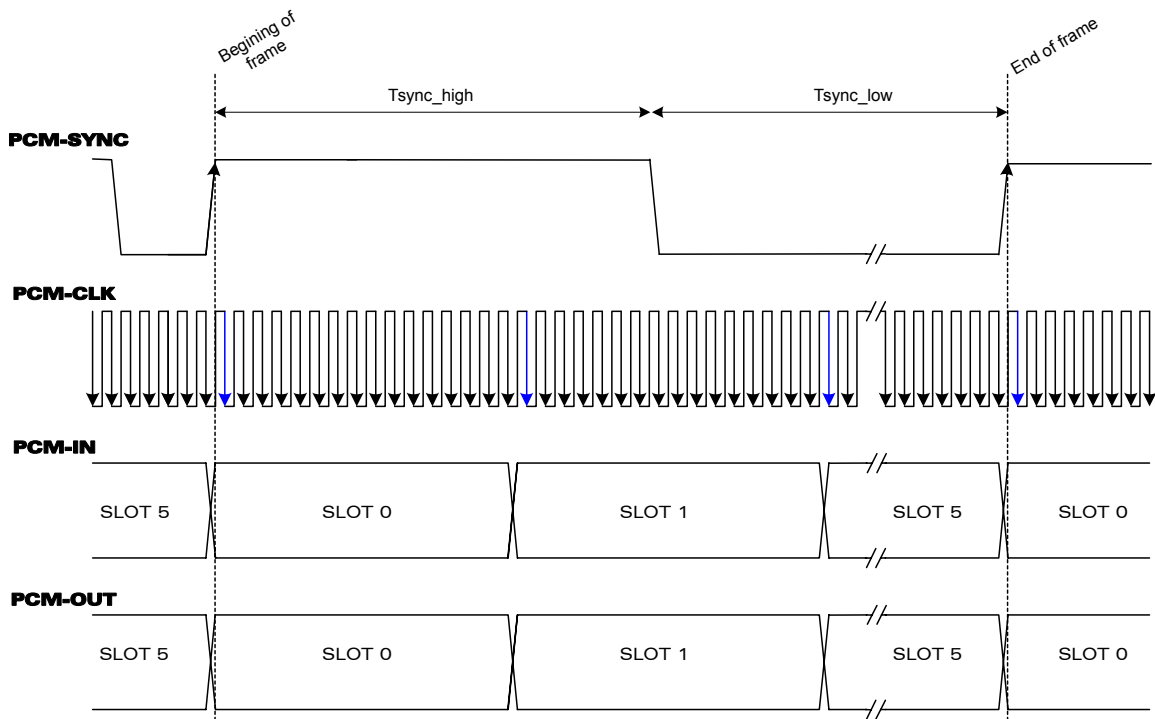 Begining of
frame
End of frame
Tsync_high
Tsync_low
PCM-SYNC
PCM-CLK
PCM-IN
SLOT 5
SLOT 0
SLOT 1
SLOT 5
SLOT 0
PCM-OUT
SLOT 5
SLOT 0
SLOT 1
SLOT 5
SLOT 0